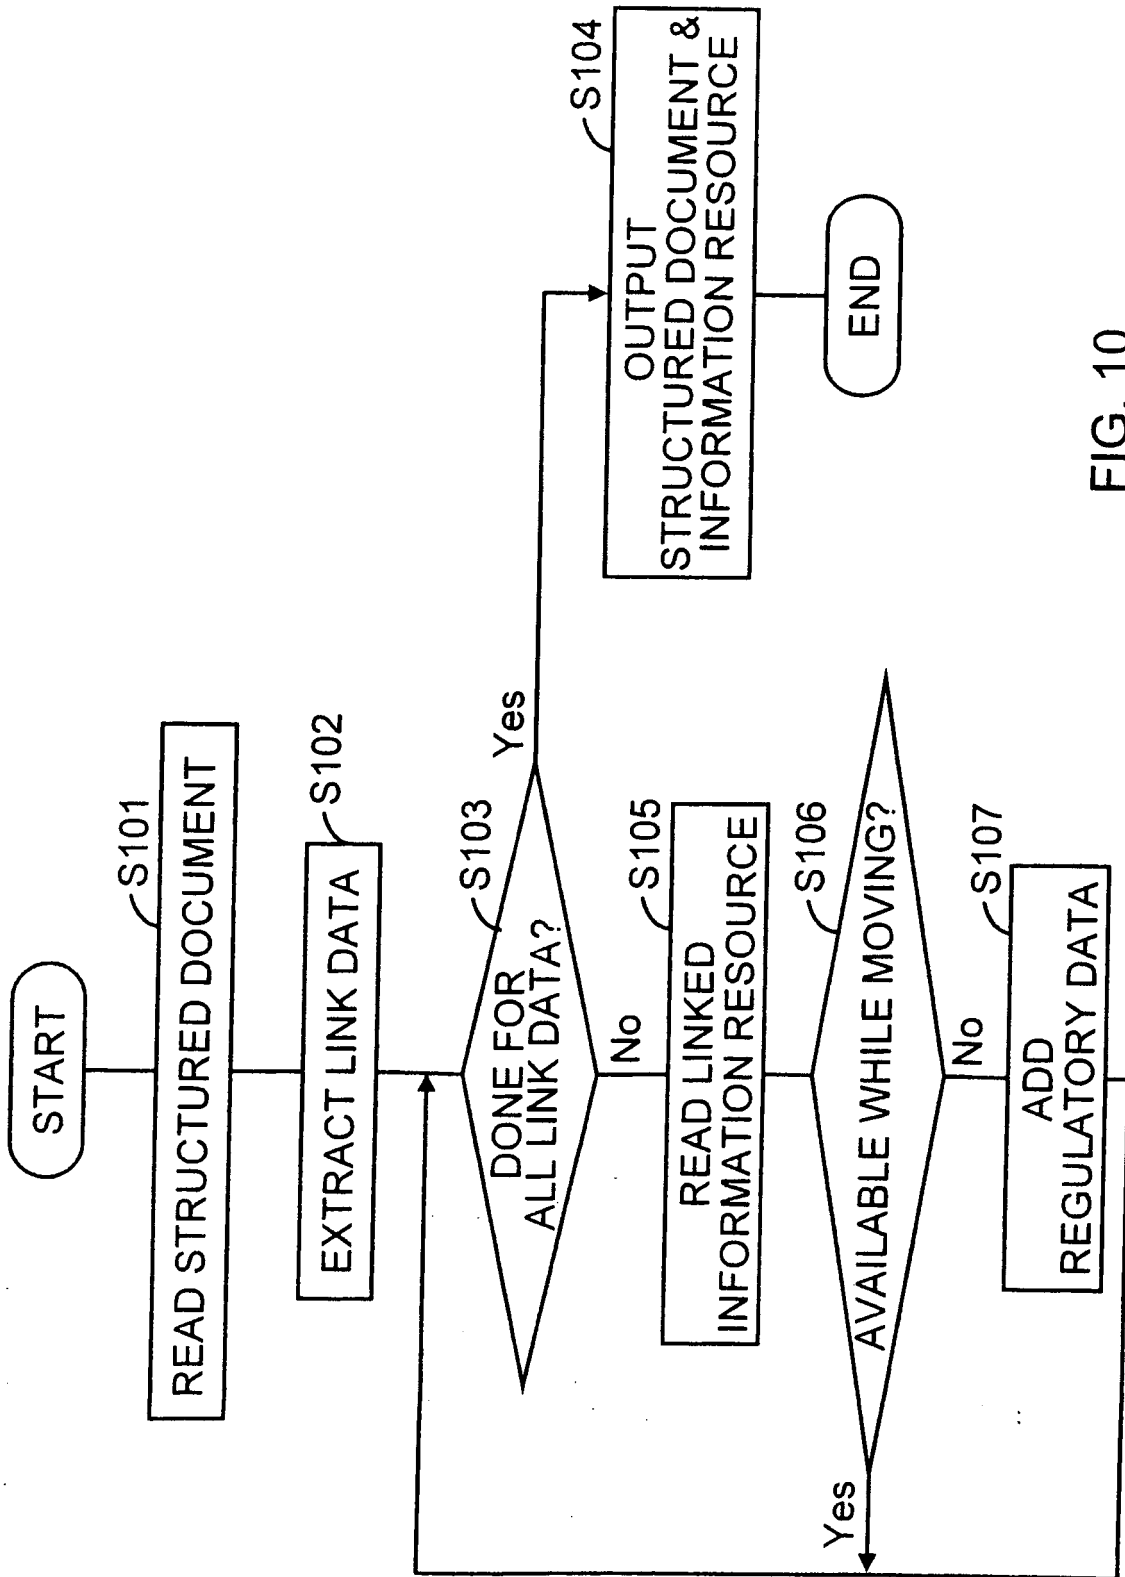 START
S101
READ STRUCTURED DOCUMENT
S102
EXTRACT LINK DATA
S103
DONE FOR
ALL LINK DATA?
Yes
No
S104
OUTPUT
STRUCTURED DOCUMENT &
INFORMATION RESOURCE
END
S105
READ LINKED
INFORMATION RESOURCE
S106
AVAILABLE WHILE MOVING?
Yes
No
S107
ADD
REGULATORY DATA
FIG. 10